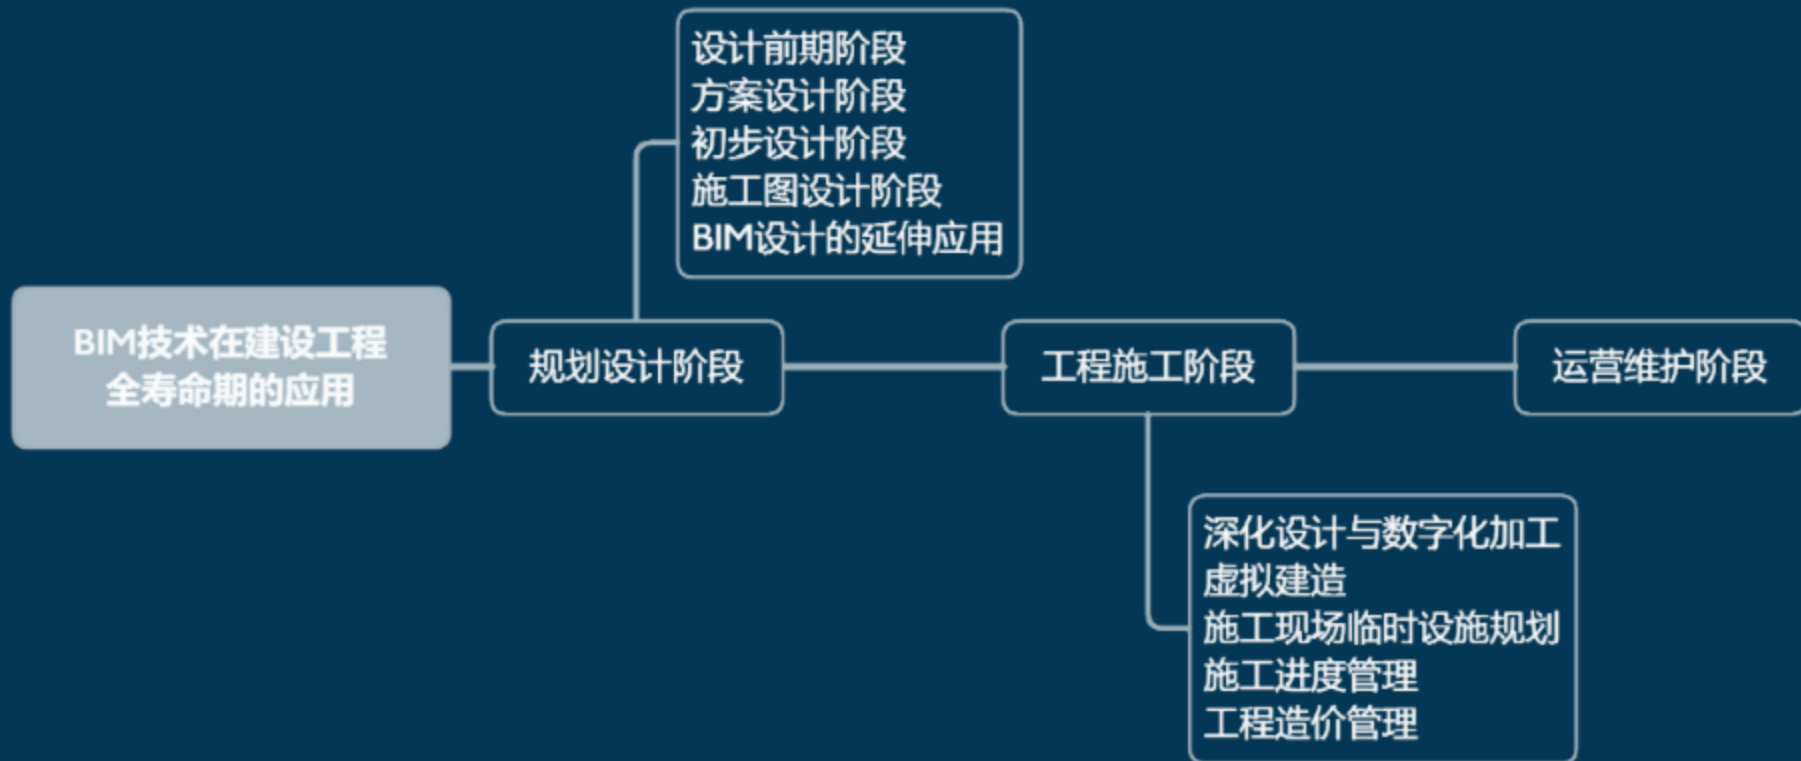 设计前期阶段
方案设计阶段
初步设计阶段
施工图设计阶段
BIM设计的延伸应用
BIM技术在建设工程
全寿命期的应用
规划设计阶段
工程施工阶段
运营维护阶段
深化设计与数字化加工
虚拟建造
施工现场临时设施规划
施工进度管理
工程造价管理